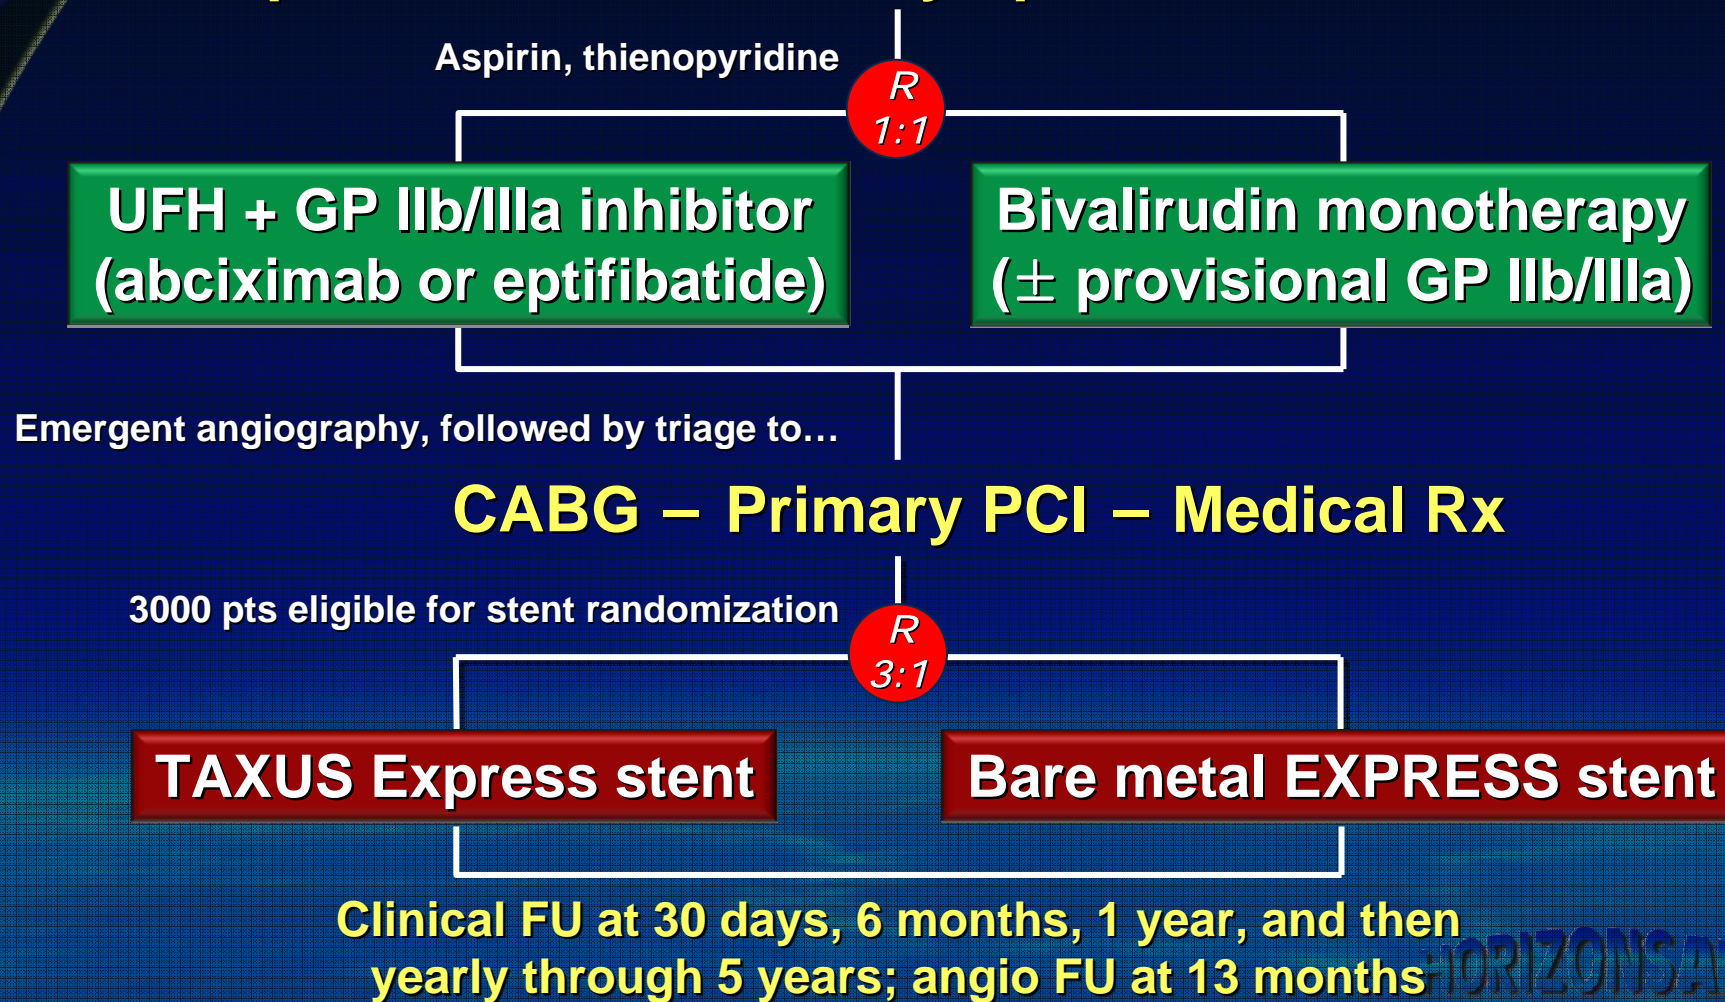 Aspirin, thienopyridine
R
1:1
UFH + GP IIb/IIIa inhibitor
(abciximab or eptifibatide)
Bivalirudin monotherapy
(± provisional GP IIb/IIIa)
Emergent angiography, followed by triage to…
CABG – Primary PCI – Medical Rx
3000 pts eligible for stent randomization
R
3:1
TAXUS Express stent
Bare metal EXPRESS stent
Clinical FU at 30 days, 6 months, 1 year, and then
yearly through 5 years; angio FU at 13 months
HORIZONS